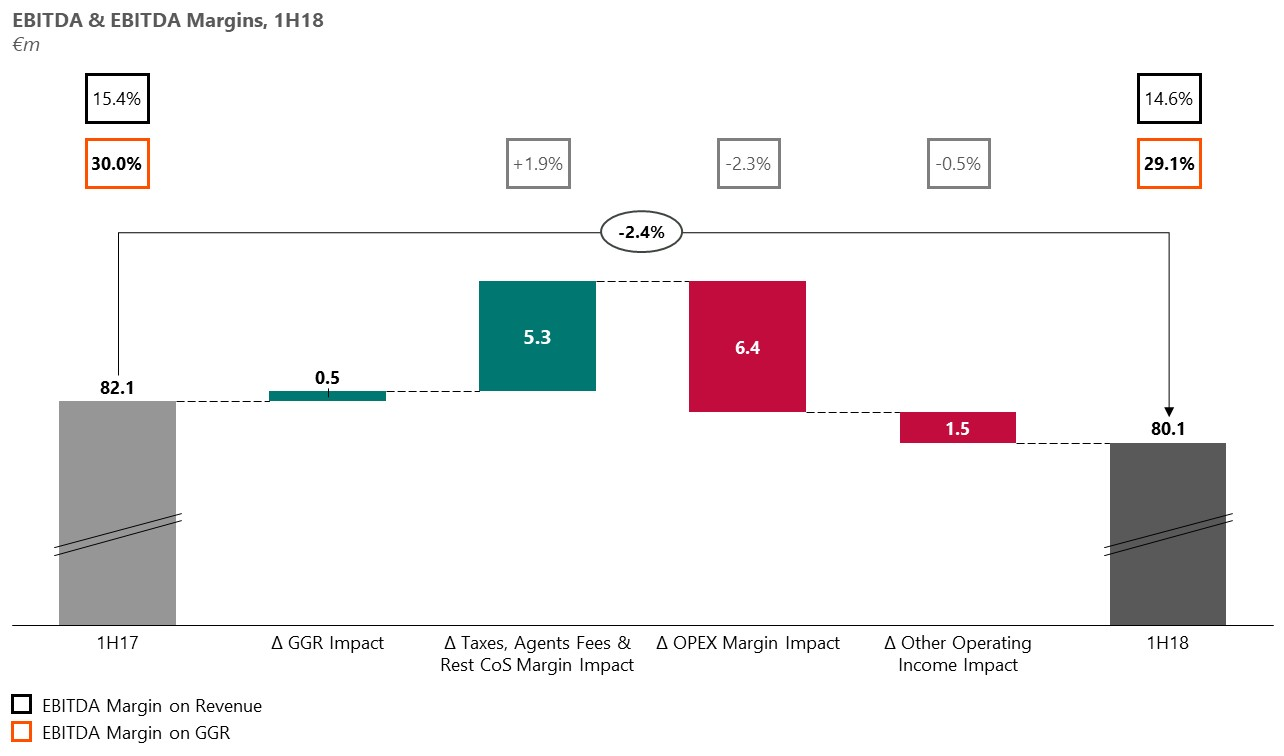 EBITDA & EBITDA Margins, 1H18
€m
15.4%
14.6%
30.0%
+1.9%
-2.3%
-0.5%
29.1%
-2.4%
82.1
0.5
5.3
6.4
1.5
80.1
1H17
Δ GGR Impact
Δ Taxes, Agents Fees &
Rest CoS Margin Impact
Δ OPEX Margin Impact
Δ Other Operating
Income Impact
1H18
EBITDA Margin on Revenue
EBITDA Margin on GGR